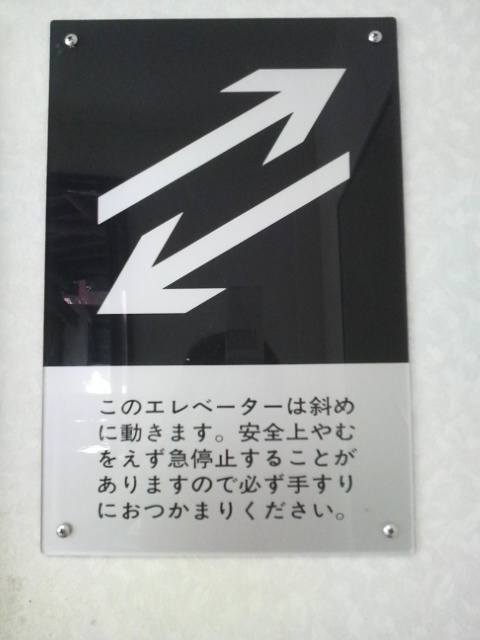 このエレベーターは斜め
に動きます。安全上やむ
をえず急停止することが
ありますので必ず手すり
におつかまりください。